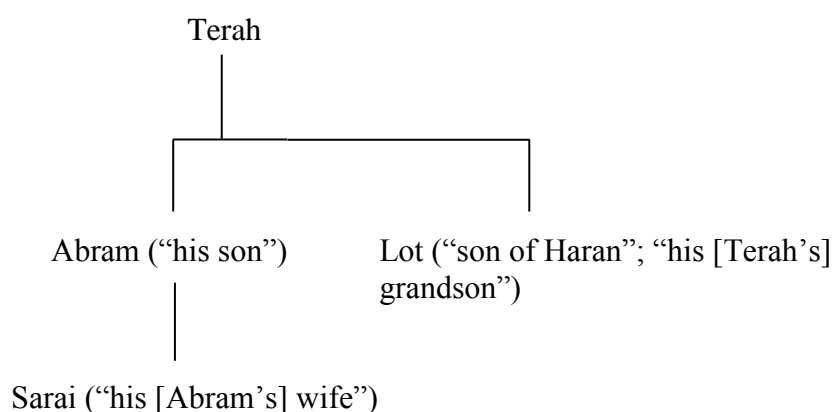 Terah
Abram (“his son”)
Lot (“son of Haran”; “his [Terah’s]
grandson”)
Sarai (“his [Abram’s] wife”)